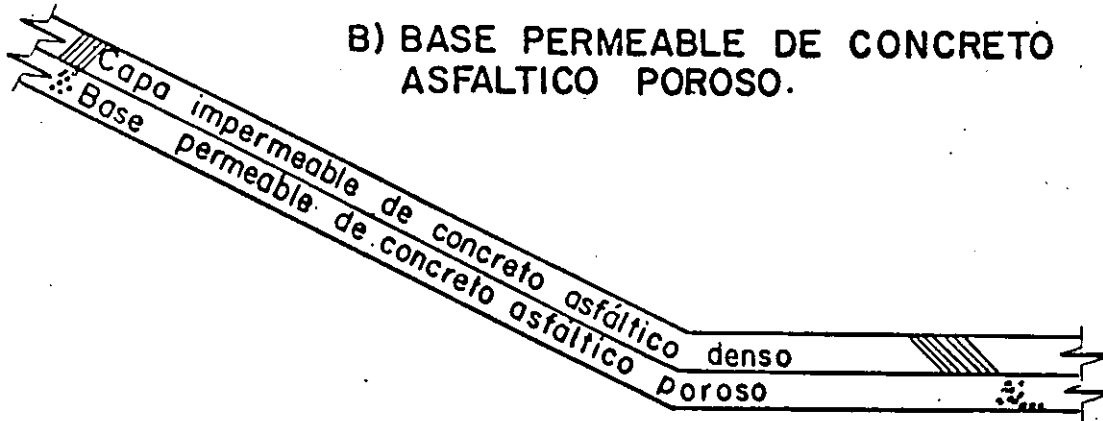 B) BASE PERMEABLE DE CONCRETO
ASFALTICO POROSO.
Capa impermeable de concreto asfáltico denso
Base permeable de concreto asfáltico poroso